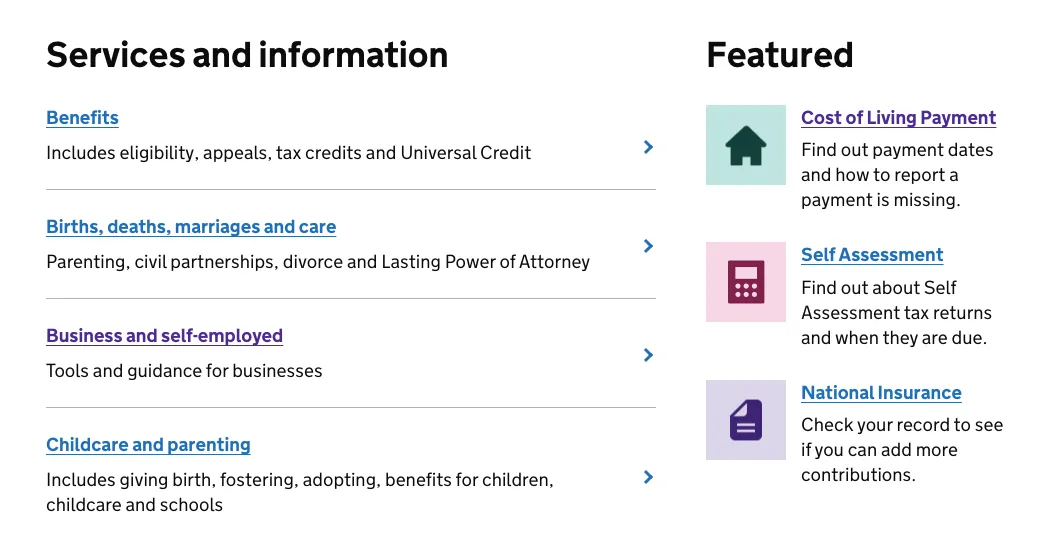 Services and information
Benefits
Includes eligibility, appeals, tax credits and Universal Credit
Births, deaths, marriages and care
Parenting, civil partnerships, divorce and Lasting Power of Attorney
Business and self-employed
Tools and guidance for businesses
Childcare and parenting
Includes giving birth, fostering, adopting, benefits for children,
childcare and schools
Featured
Cost of Living Payment
Find out payment dates
and how to report a
payment is missing.
Self Assessment
Find out about Self
Assessment tax returns
and when they are due.
National Insurance
Check your record to see
if you can add more
contributions.